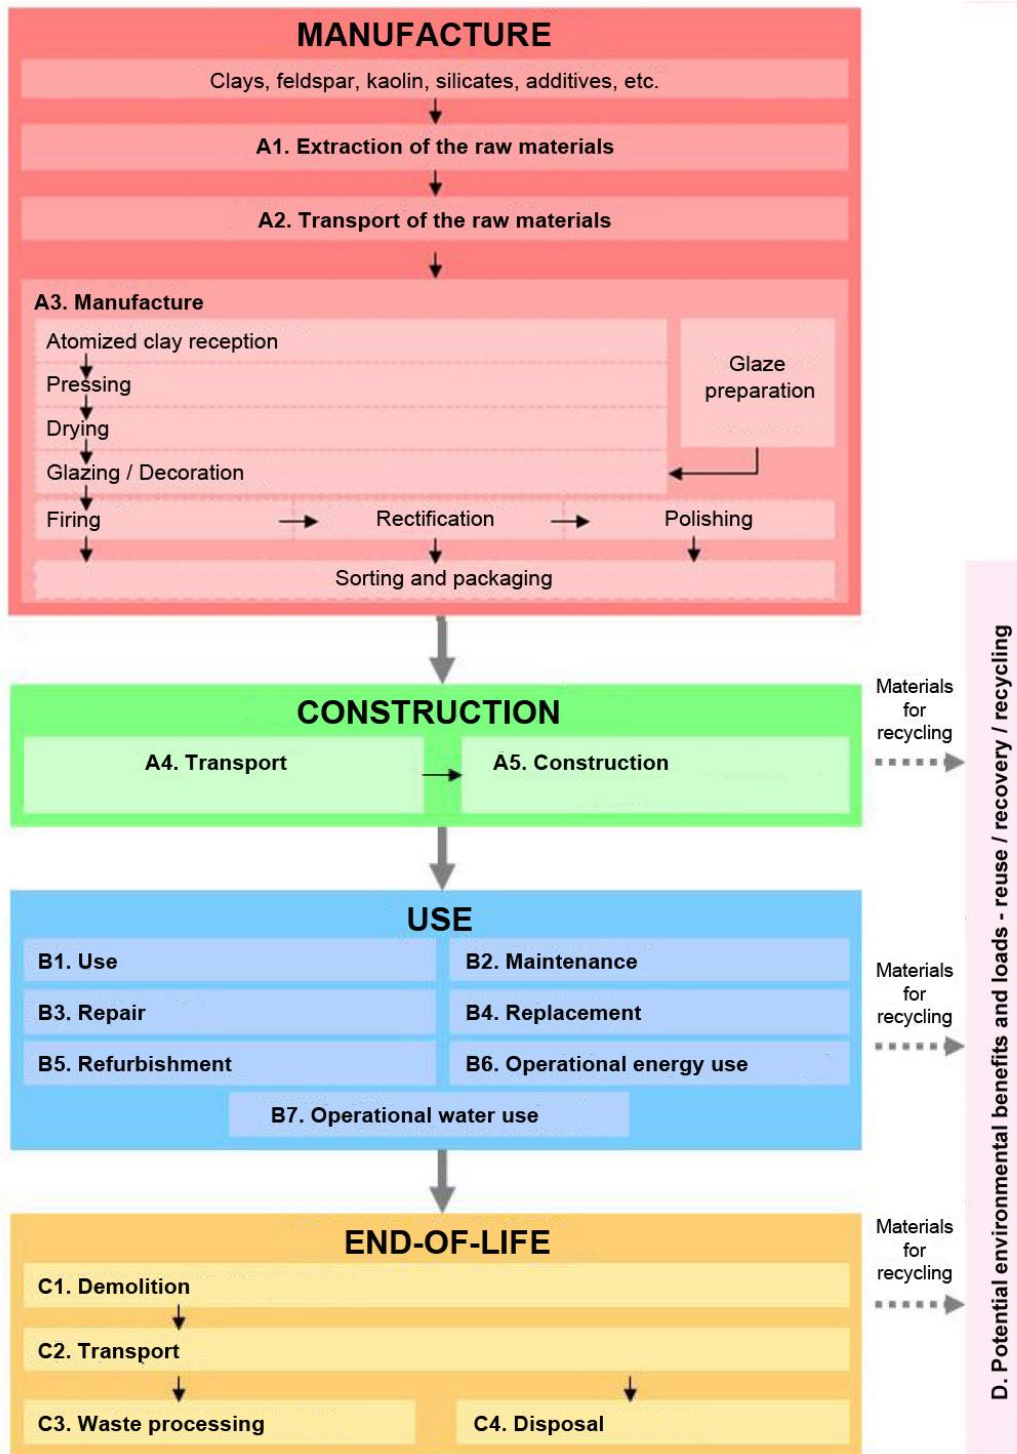 MANUFACTURE
Clays, feldspar, kaolin, silicates, additives, etc.
A1. Extraction of the raw materials
A2. Transport of the raw materials
A3. Manufacture
Atomized clay reception
Pressing
Drying
Glazing / Decoration
Glaze
preparation
Firing
Rectification
Polishing
Sorting and packaging
CONSTRUCTION
A4. Transport
A5. Construction
Materials
for
recycling
USE
B1. Use
B2. Maintenance
B3. Repair
B4. Replacement
B5. Refurbishment
B6. Operational energy use
B7. Operational water use
Materials
for
recycling
END-OF-LIFE
C1. Demolition
C2. Transport
C3. Waste processing
C4. Disposal
Materials
for
recycling
D. Potential environmental benefits and loads - reuse / recovery / recycling